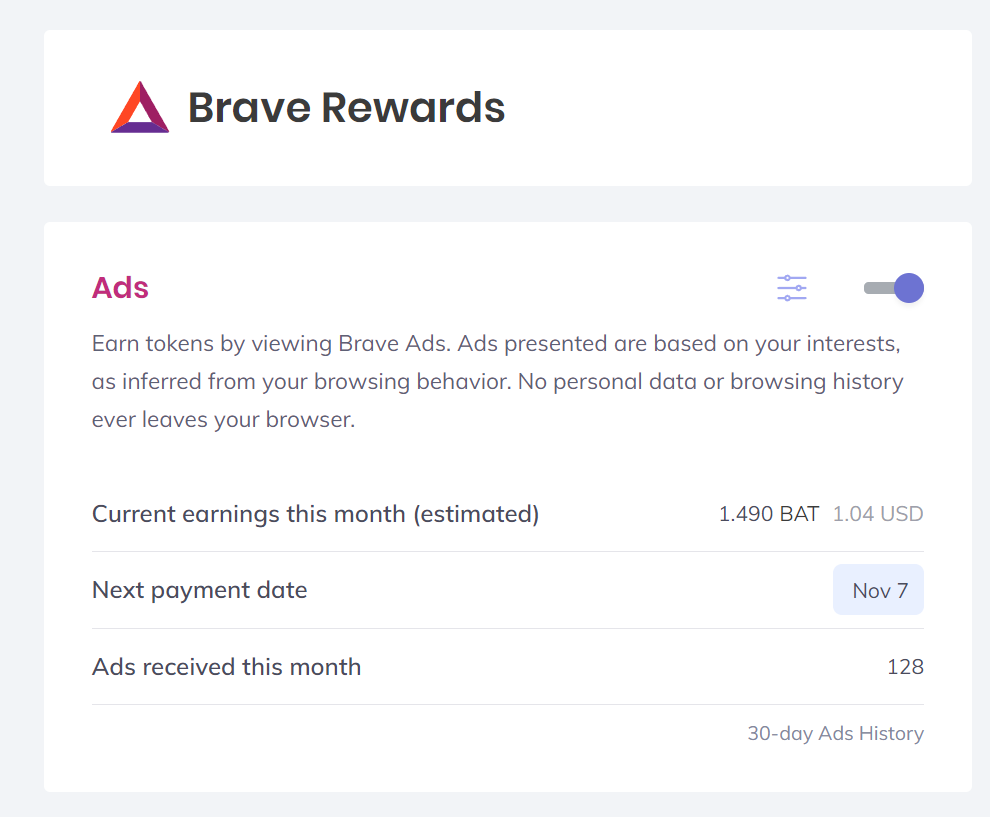 Brave Rewards
Ads
Earn tokens by viewing Brave Ads. Ads presented are based on your interests,
as inferred from your browsing behavior. No personal data or browsing history
ever leaves your browser.
Current earnings this month (estimated) 1.490 BAT 1.04 USD
Next payment date Nov 7
Ads received this month 128
30-day Ads History